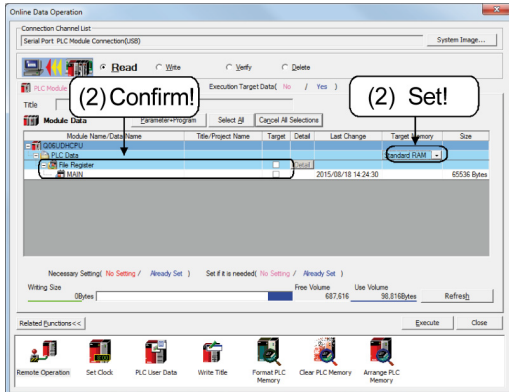 Online Data Operation
Connection Channel List
Serial Port PLC Module Connection(USB)
System Image...
Read
Write
Verify
Delete
PLC Module
Execution Target Data( No / Yes )
(2) Confirm!
(2) Set!
Title
Module Data
Parameter+Program
Select All
Cancel All Selections
Module Name/Data Name
Title/Project Name
Target
Detail
Last Change
Target Memory
Size
Q06UDHCPU
PLC Data
Standard RAM
File Register
Detail
MAIN
2015/08/18 14:24:30
65536 Bytes
Necessary Setting( No Setting / Already Set )
Set if it is needed( No Setting / Already Set )
Writing Size
0Bytes
Free Volume
687,616
Use Volume
98,816Bytes
Refresh
Related Functions<<
Execute
Close
Remote Operation
Set Clock
PLC User Data
Write Title
Format PLC Memory
Clear PLC Memory
Arrange PLC Memory